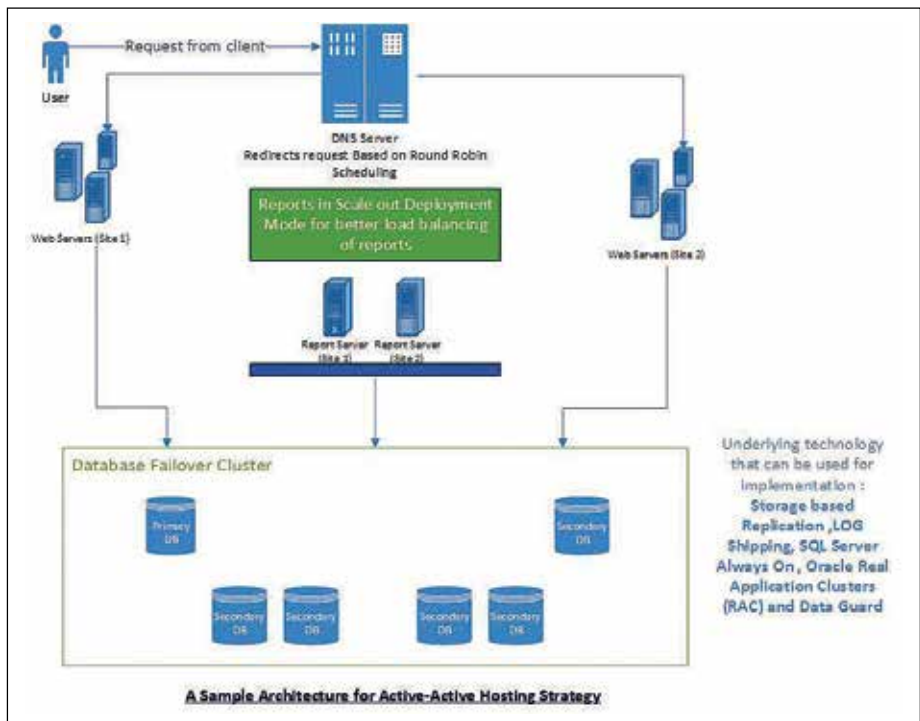 Request from client
User
DNS Server
Redirects request Based on Round Robin
Scheduling
Reports in Scale out Deployment
Mode for better load balancing
of reports
Web Servers (Site 1)
Web Servers (Site 2)
Report Server
(Site 1)
Report Server
(Site 2)
Database Failover Cluster
Primary
DB
Secondary
DB
Secondary
DB
Secondary
DB
Secondary
DB
Secondary
DB
Underlying technology
that can be used for
implementation :
Storage based
Replication ,LOG
Shipping, SQL Server
Always On , Oracle Real
Application Clusters
(RAC) and Data Guard
A Sample Architecture for Active-Active Hosting Strategy